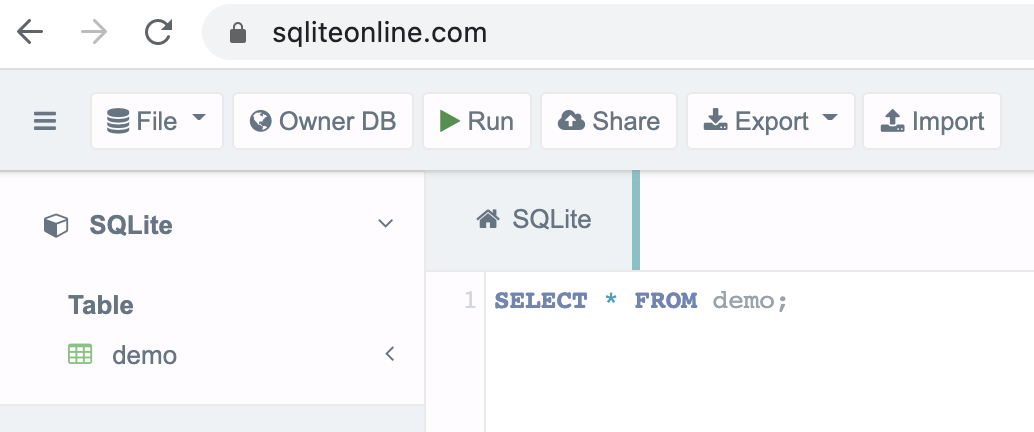 sqliteonline.com
File Owner DB Run Share Export Import
SQLite
SQLite
Table
demo
1 SELECT * FROM demo;